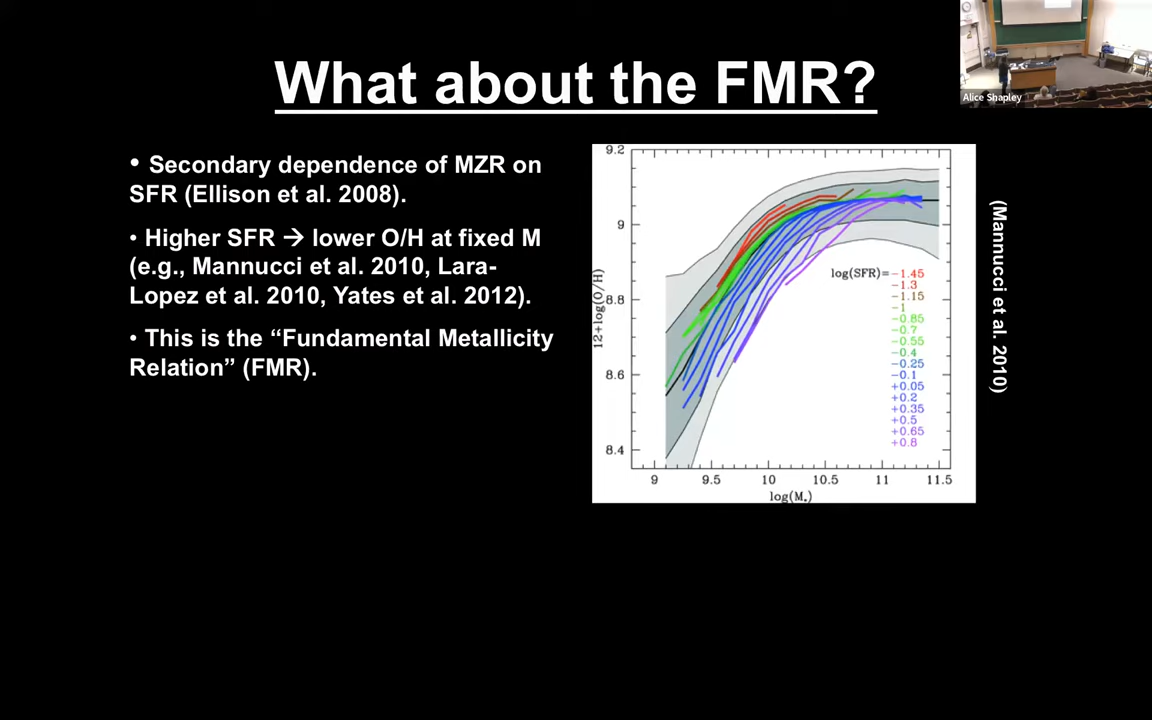 What about the FMR?
Alice Shapley
• Secondary dependence of MZR on
SFR (Ellison et al. 2008).
• Higher SFR → lower O/H at fixed M
(e.g., Mannucci et al. 2010, Lara-
Lopez et al. 2010, Yates et al. 2012).
• This is the “Fundamental Metallicity
Relation” (FMR).
9.2
9
8.8
8.6
8.4
12+log(O/H)
9 9.5 10 10.5 11 11.5
log(M*)
log(SFR)=-1.45
-1.3
-1.15
-1
-0.85
-0.7
-0.55
-0.4
-0.25
-0.1
+0.05
+0.2
+0.35
+0.5
+0.65
+0.8
(Mannucci et al. 2010)